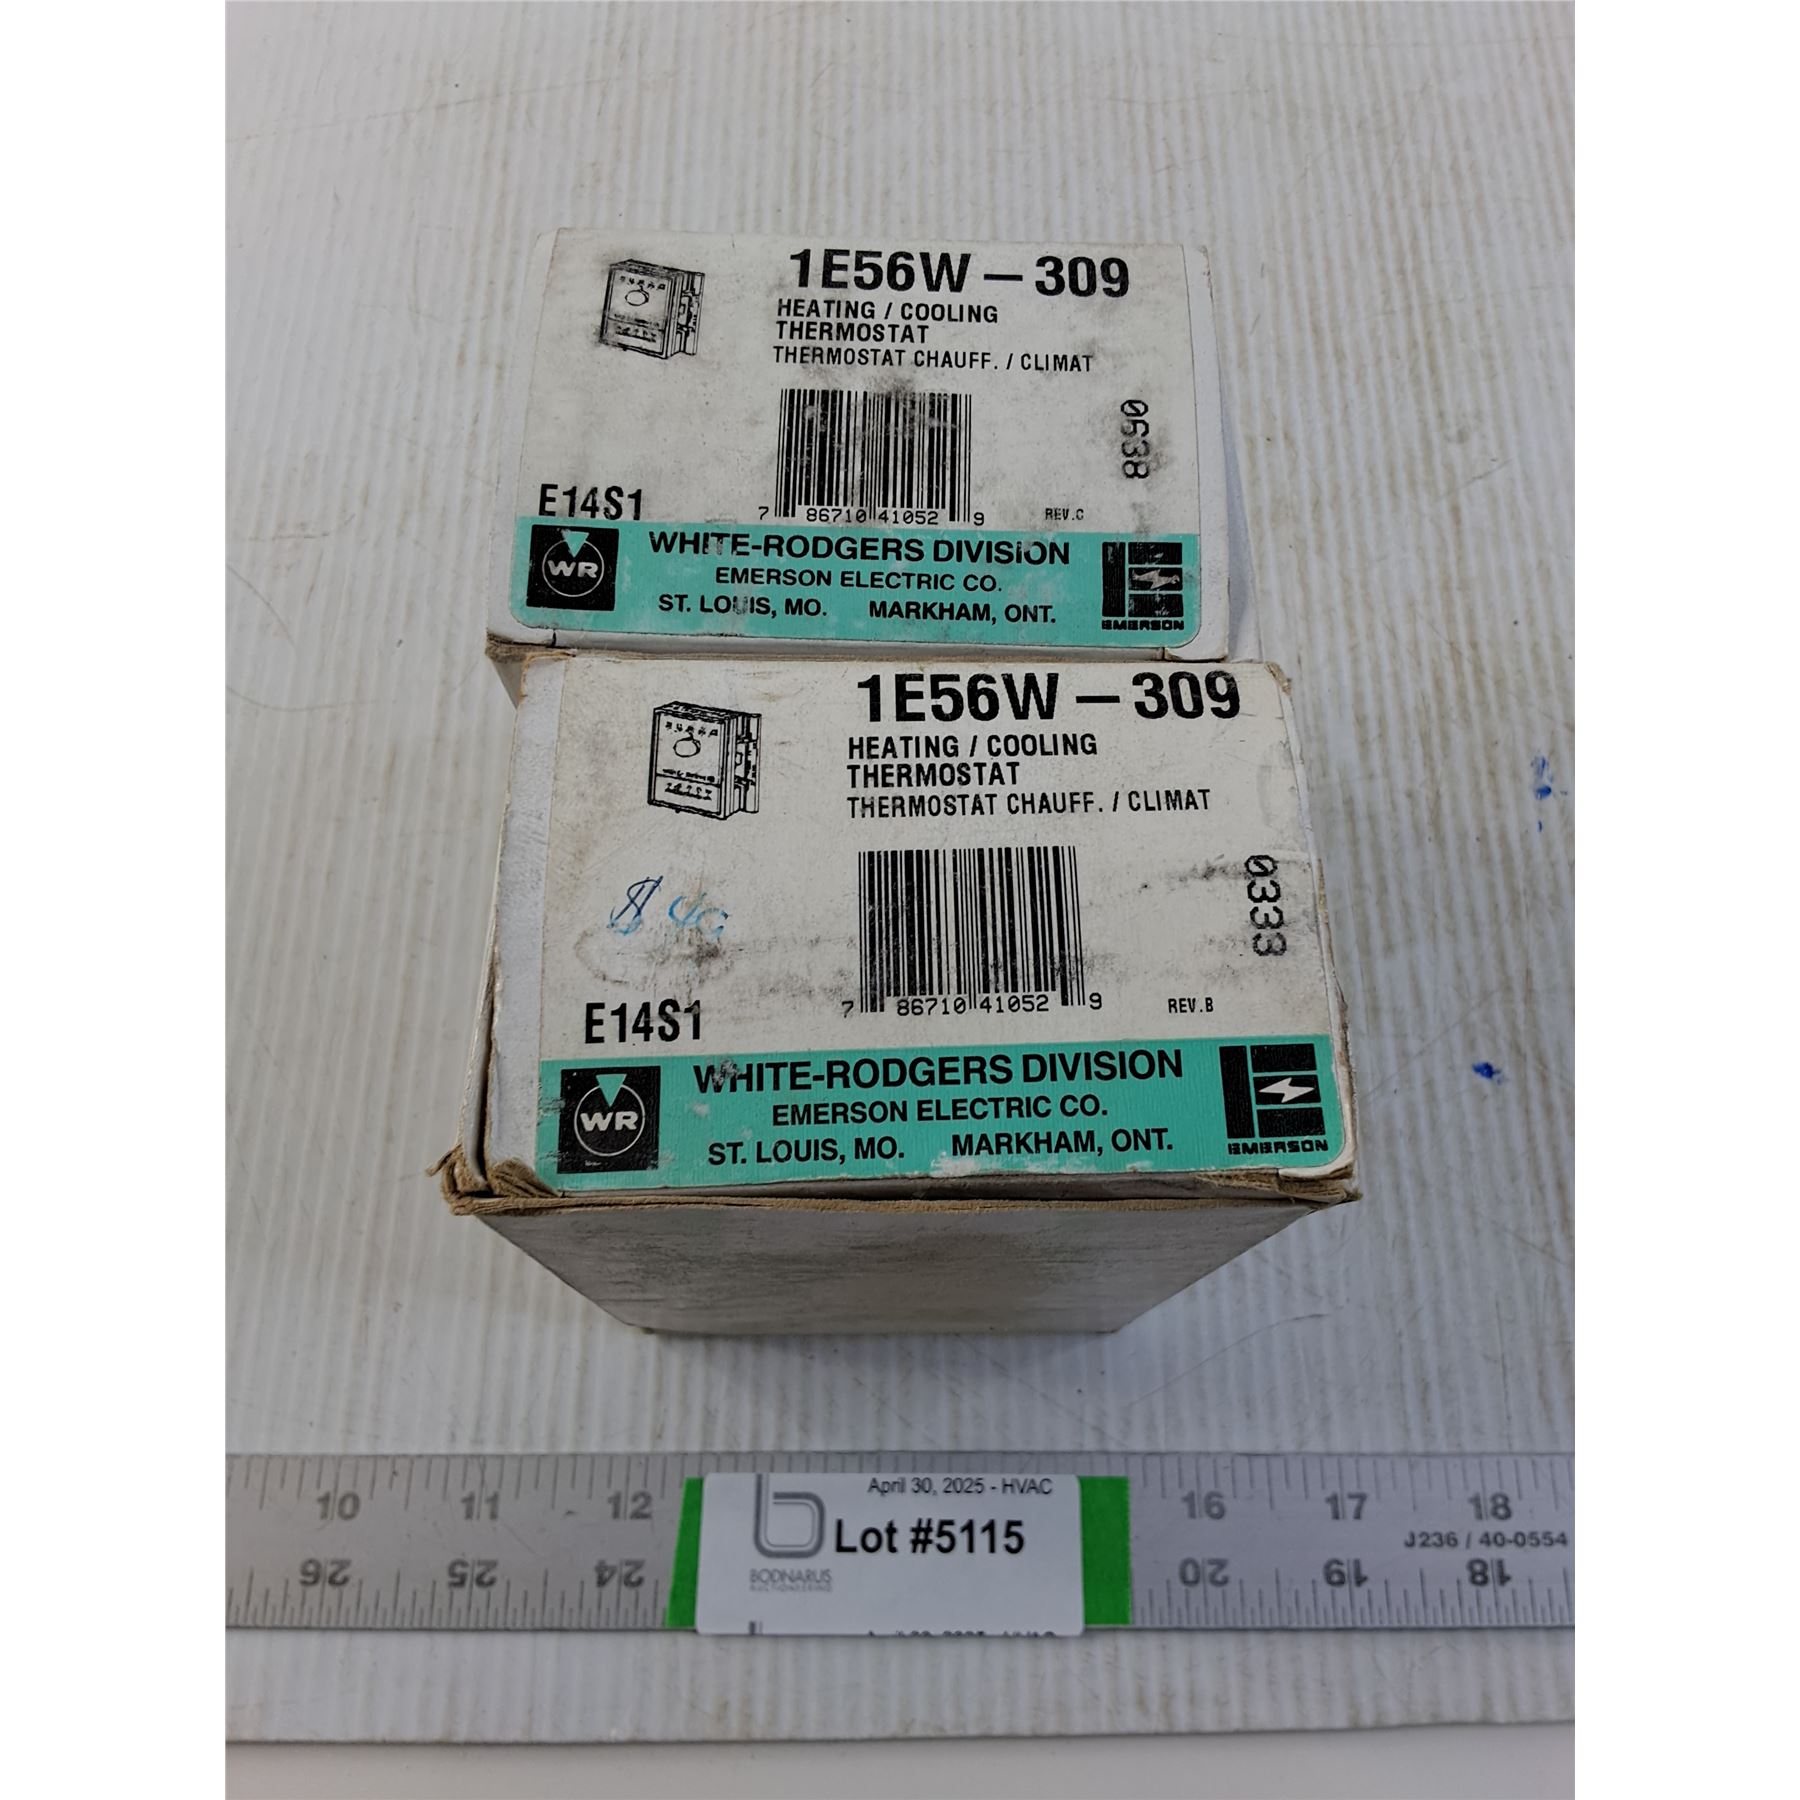 1E56W – 309
HEATING / COOLING
THERMOSTAT
THERMOSTAT CHAUFF. / CLIMAT
0638
7 86710 41052 9
REV.C
E14S1
WR
WHITE-RODGERS DIVISION
EMERSON ELECTRIC CO.
ST. LOUIS, MO. MARKHAM, ONT.
EMERSON
1E56W – 309
HEATING / COOLING
THERMOSTAT
THERMOSTAT CHAUFF. / CLIMAT
0333
$ 40
7 86710 41052 9
REV.B
E14S1
WR
WHITE-RODGERS DIVISION
EMERSON ELECTRIC CO.
ST. LOUIS, MO. MARKHAM, ONT.
EMERSON
10 11 12 16 17 18
J236 / 40-0554
26 25 24 20 19 18
April 30, 2025 - HVAC
Lot #5115
BODNARUS
AUCTIONEERING